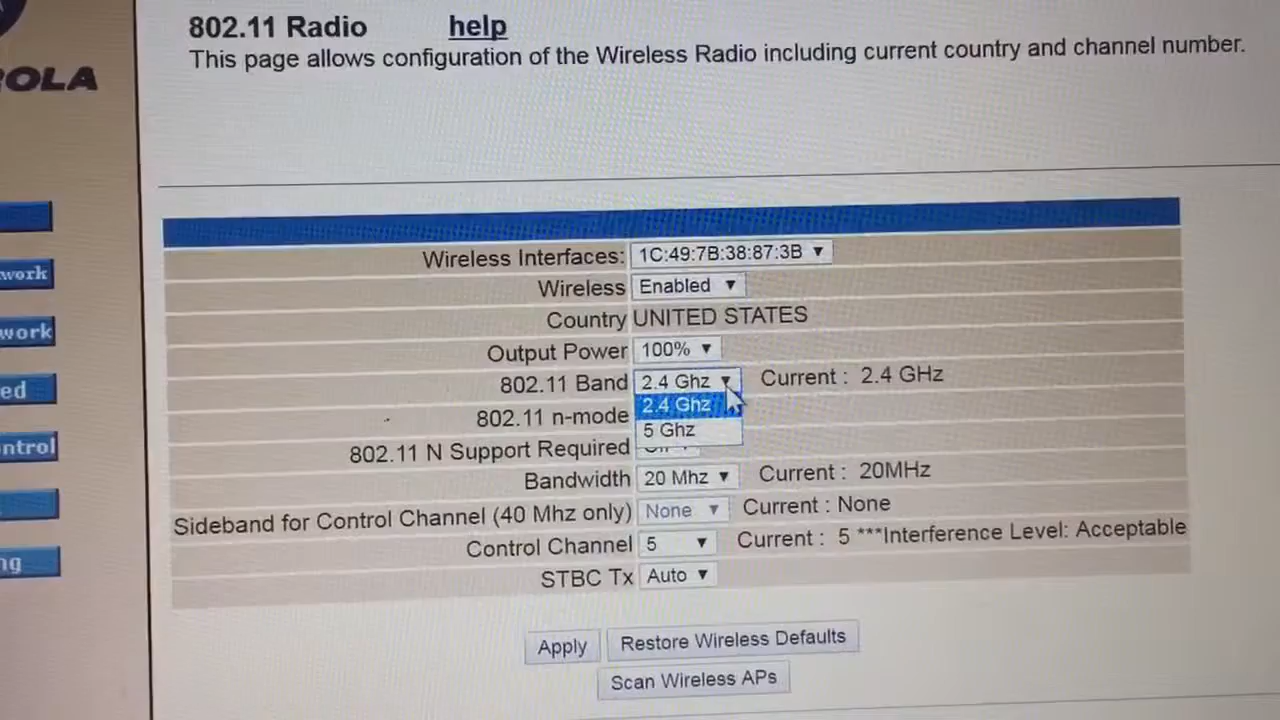 802.11 Radio help
This page allows configuration of the Wireless Radio including current country and channel number.
OLA
Wireless Interfaces: 1C:49:7B:38:87:3B
Wireless Enabled
work
Country UNITED STATES
work
Output Power 100%
802.11 Band 2.4 Ghz Current : 2.4 GHz
ed
2.4 Ghz
802.11 n-mode
5 Ghz
ntrol
802.11 N Support Required
Bandwidth 20 Mhz Current : 20MHz
Sideband for Control Channel (40 Mhz only) None Current : None
Control Channel 5 Current : 5 ***Interference Level: Acceptable
ng
STBC Tx Auto
Apply Restore Wireless Defaults
Scan Wireless APs